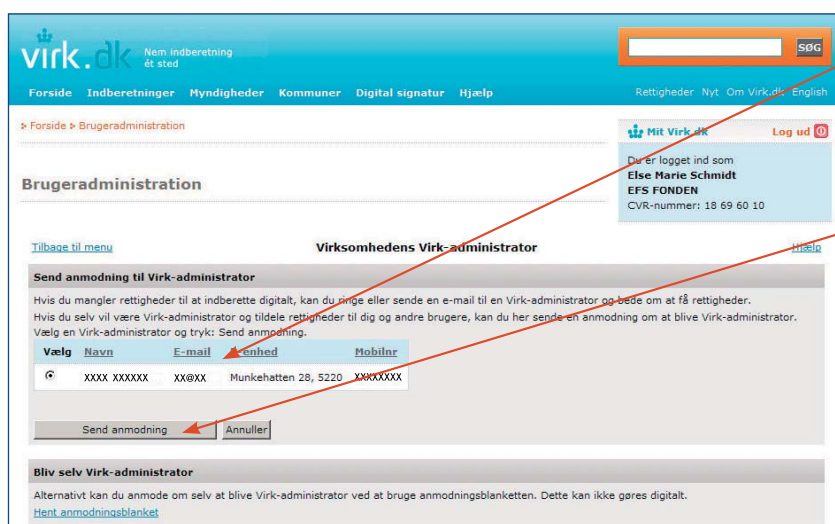 virk.dk
Nem indberetning
ét sted
SØG
Forside Indberetninger Myndigheder Kommuner Digital signatur Hjælp
Rettigheder Nyt Om Virk.dk English
Forside Brugeradministration
Mit Virk.dk Log ud
Du er logget ind som
Else Marie Schmidt
EFS FONDEN
CVR-nummer: 18 69 60 10
Brugeradministration
Tilbage til menu Virksomhedens Virk-administrator Hjælp
Send anmodning til Virk-administrator
Hvis du mangler rettigheder til at indberette digitalt, kan du ringe eller sende en e-mail til en Virk-administrator og bede om at få rettigheder.
Hvis du selv vil være Virk-administrator og tildele rettigheder til dig og andre brugere, kan du her sende en anmodning om at blive Virk-administrator.
Vælg en Virk-administrator og tryk: Send anmodning.
Vælg Navn E-mail P-enhed Mobilnr
XXXX XXXXXX XX@XX Munkehatten 28, 5220 XXXXXXXX
Send anmodning Annuller
Bliv selv Virk-administrator
Alternativt kan du anmode om selv at blive Virk-administrator ved at bruge anmodningsblanketten. Dette kan ikke gøres digitalt.
Hent anmodningsblanket